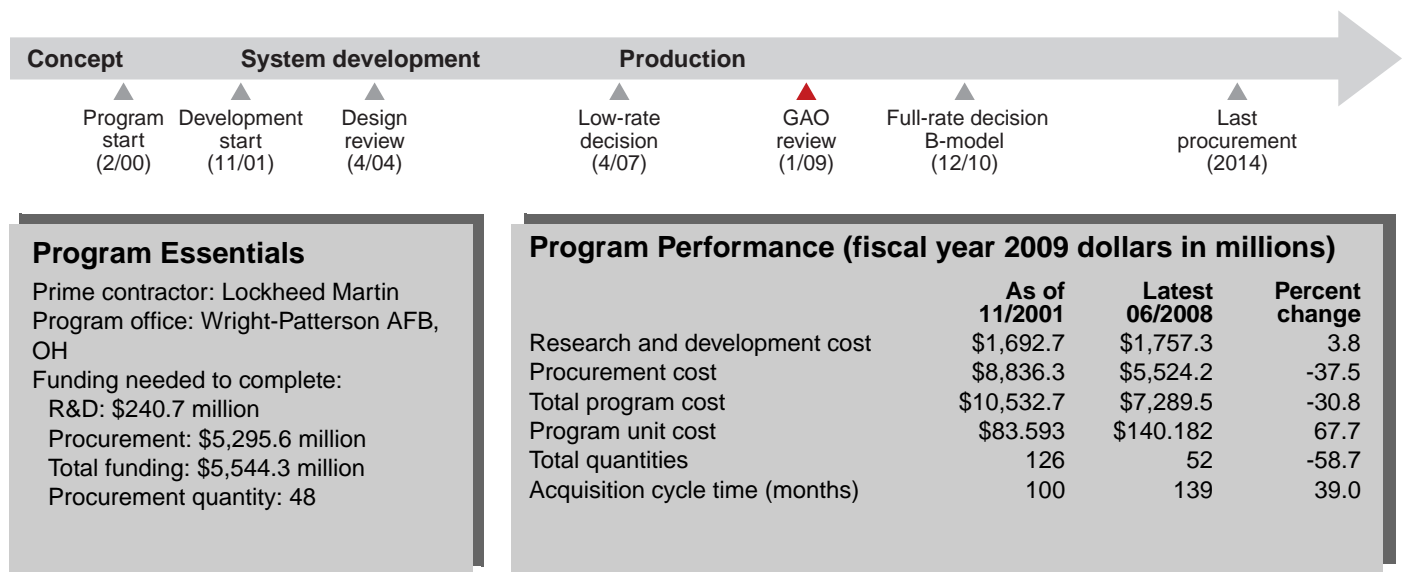 Concept System development Production
Program start (2/00)
Development start (11/01)
Design review (4/04)
Low-rate decision (4/07)
GAO review (1/09)
Full-rate decision B-model (12/10)
Last procurement (2014)
Program Essentials
Prime contractor: Lockheed Martin
Program office: Wright-Patterson AFB,
OH
Funding needed to complete:
R&D: $240.7 million
Procurement: $5,295.6 million
Total funding: $5,544.3 million
Procurement quantity: 48
Program Performance (fiscal year 2009 dollars in millions)
As of Latest Percent
11/2001 06/2008 change
Research and development cost $1,692.7 $1,757.3 3.8
Procurement cost $8,836.3 $5,524.2 -37.5
Total program cost $10,532.7 $7,289.5 -30.8
Program unit cost $83.593 $140.182 67.7
Total quantities 126 52 -58.7
Acquisition cycle time (months) 100 139 39.0